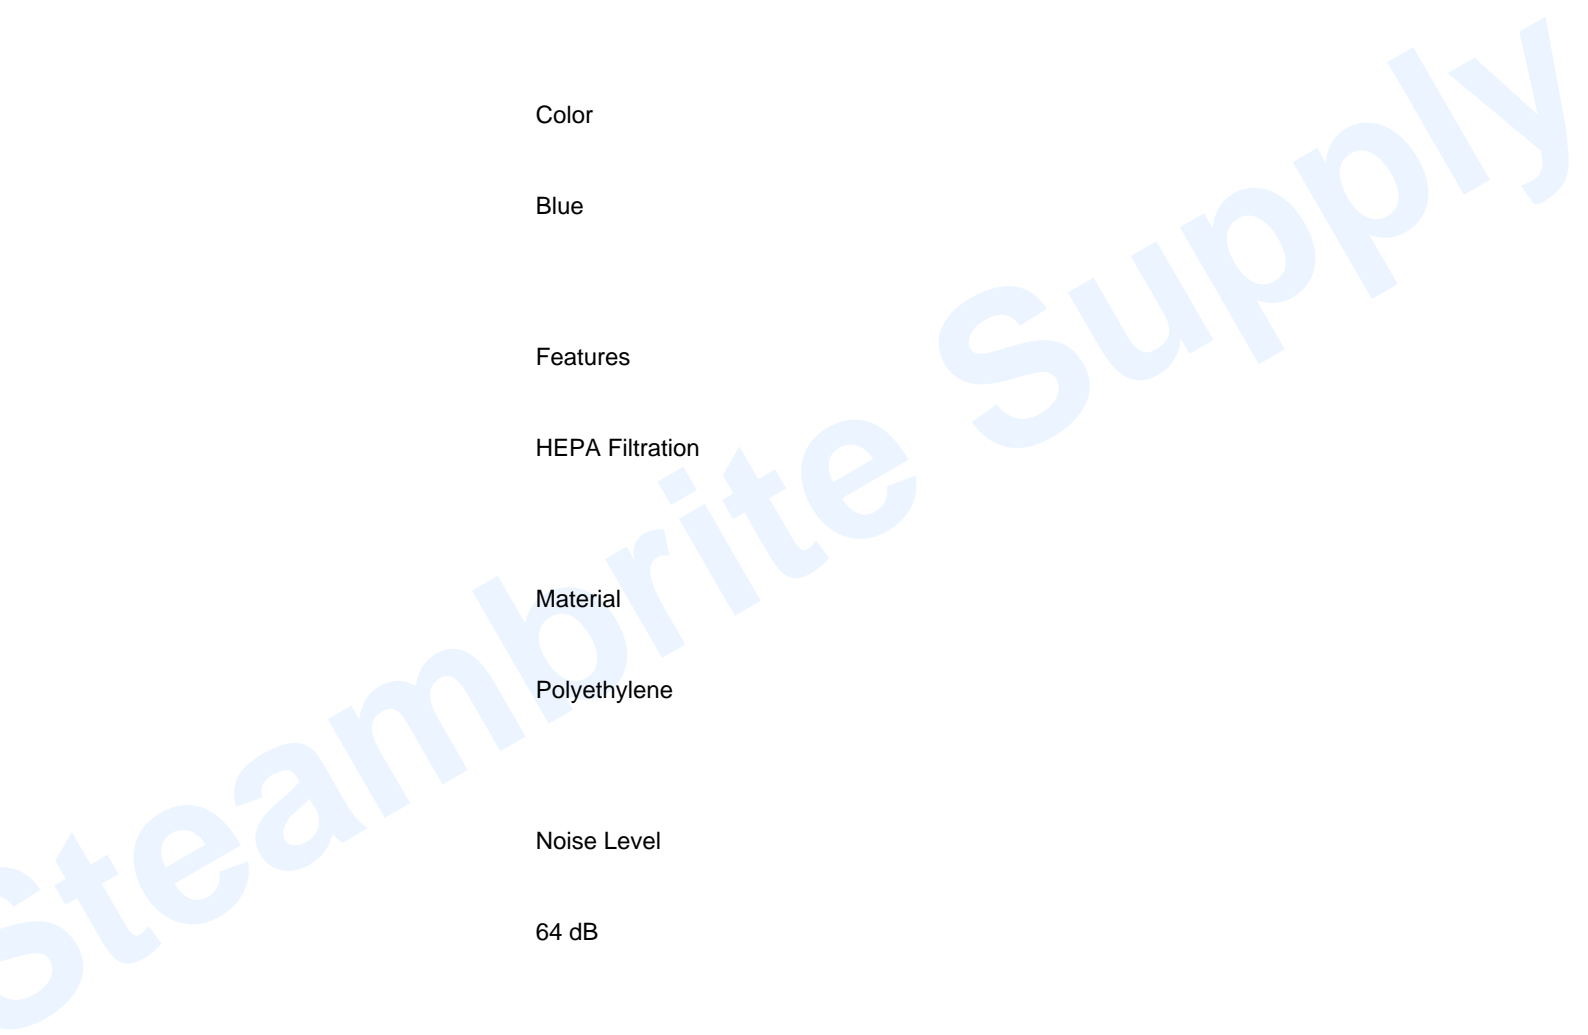 Color
Blue
Features
HEPA Filtration
Material
Polyethylene
Noise Level
64 dB
Steambrite Supply